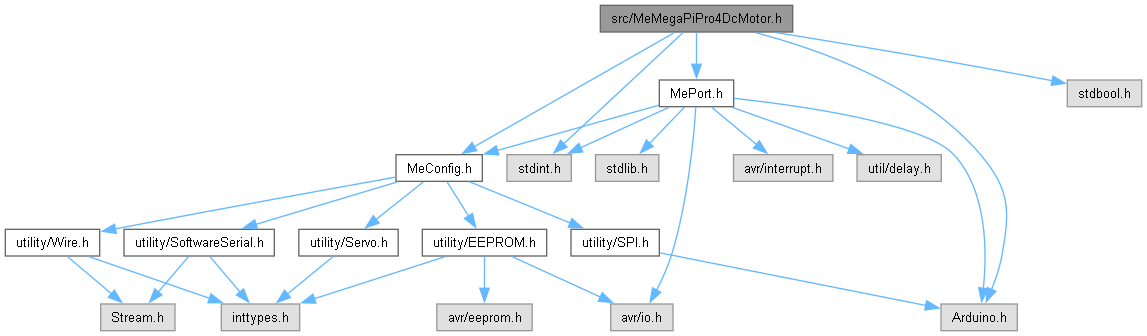 src/MeMegaPiPro4DcMotor.h
MePort.h
stdbool.h
MeConfig.h
stdint.h
stdlib.h
avr/interrupt.h
util/delay.h
utility/Wire.h
utility/SoftwareSerial.h
utility/Servo.h
utility/EEPROM.h
utility/SPI.h
Stream.h
inttypes.h
avr/eeprom.h
avr/io.h
Arduino.h